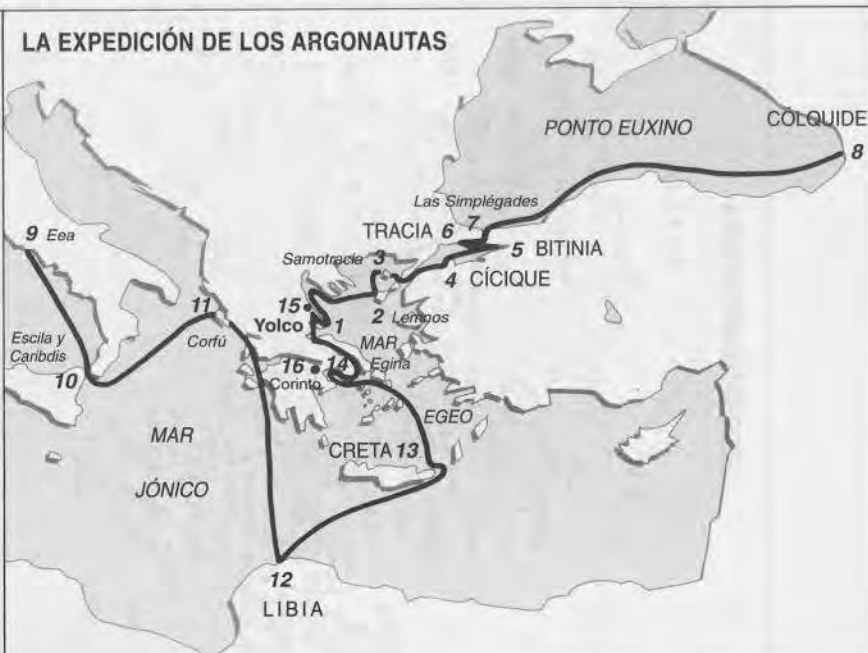 LA EXPEDICIÓN DE LOS ARGONAUTAS
PONTO EUXINO
CÓLQUIDE
8
Las Simplégades
7
TRACIA 6
5 BITINIA
9 Eea
Samotracia
3
4
CÍCIQUE
11
15
Yolco
1
2 Lemnos
Escila y
Caribdis
Corfú
MAR
Egina
16
14
Corinto
10
EGEO
MAR
CRETA 13
JÓNICO
12
LIBIA